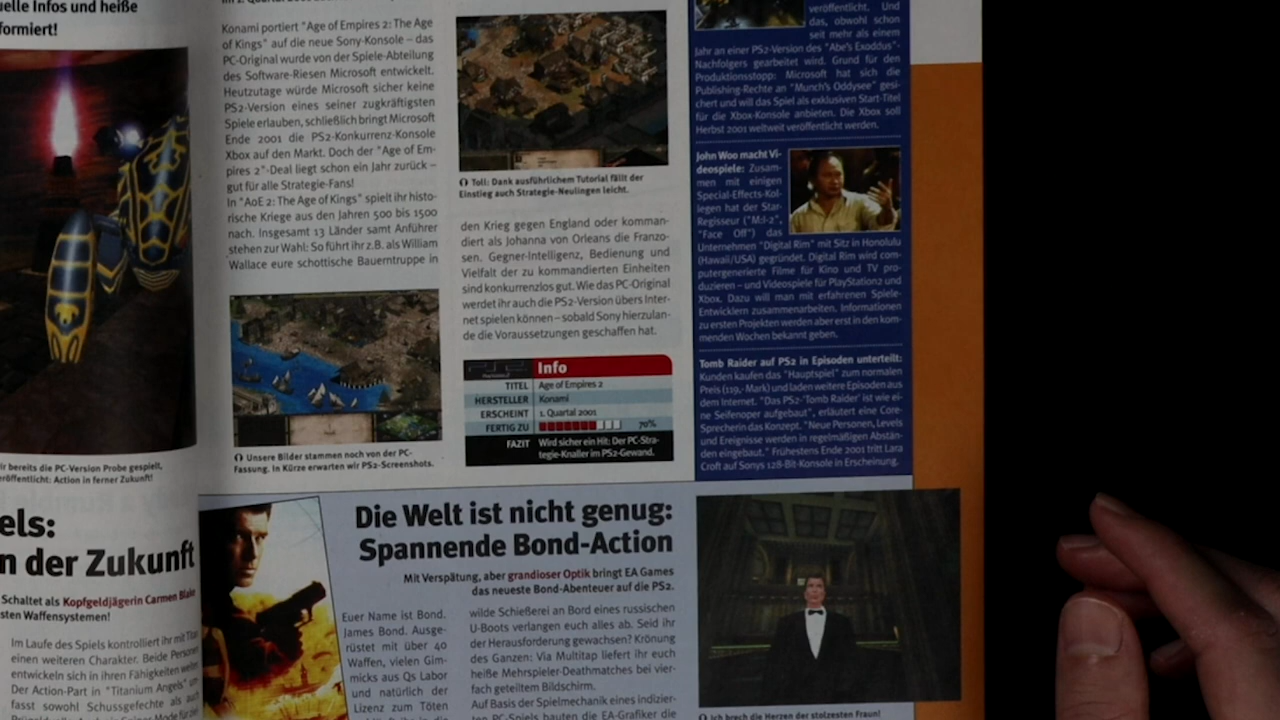 uelle Infos und heiße
formiert!
ir bereits die PC-Version Probe gespielt,
eröffentlicht: Action in ferner Zukunft!
els:
n der Zukunft
Schaltet als Kopfgeldjägerin Carmen Blake
sten Waffensystemen!
Im Laufe des Spiels kontrolliert ihr mit Titan
einen weiteren Charakter. Beide Personen
entwickeln sich in ihren Fähigkeiten weiter
Der Action-Part in "Titanium Angels" um-
fasst sowohl Schussgefechte als auch
Konami portiert "Age of Empires 2: The Age
of Kings" auf die neue Sony-Konsole – das
PC-Original wurde von der Spiele-Abteilung
des Software-Riesen Microsoft entwickelt.
Heutzutage würde Microsoft sicher keine
PS2-Version eines seiner zugkräftigsten
Spiele erlauben, schließlich bringt Microsoft
Ende 2001 die PS2-Konkurrenz-Konsole
Xbox auf den Markt. Doch der "Age of Em-
pires 2"-Deal liegt schon ein Jahr zurück –
gut für alle Strategie-Fans!
In "AoE 2: The Age of Kings" spielt ihr histo-
rische Kriege aus den Jahren 500 bis 1500
nach. Insgesamt 13 Länder samt Anführer
stehen zur Wahl: So führt ihr z.B. als William
Wallace eure schottische Bauerntruppe in
Unsere Bilder stammen noch von der PC-
Fassung. In Kürze erwarten wir PS2-Screenshots.
Toll: Dank ausführlichem Tutorial fällt der
Einstieg auch Strategie-Neulingen leicht.
den Krieg gegen England oder komman-
diert als Johanna von Orleans die Franzo-
sen. Gegner-Intelligenz, Bedienung und
Vielfalt der zu kommandierten Einheiten
sind konkurrenzlos gut. Wie das PC-Original
werdet ihr auch die PS2-Version übers Inter-
net spielen können – sobald Sony hierzulan-
de die Voraussetzungen geschaffen hat.
Info
TITEL Age of Empires 2
HERSTELLER Konami
ERSCHEINT 1. Quartal 2001
FERTIG ZU 70%
FAZIT Wird sicher ein Hit: Der PC-Stra-
tegie-Knaller im PS2-Gewand.
veröffentlicht. Und
das, obwohl schon
seit mehr als einem
Jahr an einer PS2-Version des "Abe's Exoddus"-
Nachfolgers gearbeitet wird. Grund für den
Produktionsstopp: Microsoft hat sich die
Publishing-Rechte an "Munch's Oddysee" gesi-
chert und will das Spiel als exklusiven Start-Titel
für die Xbox-Konsole anbieten. Die Xbox soll
Herbst 2001 weltweit veröffentlicht werden.
John Woo macht Vi-
deospiele: Zusam-
men mit einigen
Special-Effects-Kol-
legen hat der Star-
Regisseur ("M:I-2",
"Face Off") das
Unternehmen "Digital Rim" mit Sitz in Honolulu
(Hawaii/USA) gegründet. Digital Rim wird com-
putergenerierte Filme für Kino und TV pro-
duzieren – und Videospiele für PlayStation2 und
Xbox. Dazu will man mit erfahrenen Spiele-
Entwicklern zusammenarbeiten. Informationen
zu ersten Projekten werden aber erst in den kom-
menden Wochen bekannt geben.
Tomb Raider auf PS2 in Episoden unterteilt:
Kunden kaufen das "Hauptspiel" zum normalen
Preis (119,- Mark) und laden weitere Episoden aus
dem Internet. "Das PS2-'Tomb Raider' ist wie ei-
ne Seifenoper aufgebaut", erläutert eine Core-
Sprecherin das Konzept. "Neue Personen, Levels
und Ereignisse werden in regelmäßigen Abstän-
den eingebaut." Frühestens Ende 2001 tritt Lara
Croft auf Sonys 128-Bit-Konsole in Erscheinung.
Die Welt ist nicht genug:
Spannende Bond-Action
Mit Verspätung, aber grandioser Optik bringt EA Games
das neueste Bond-Abenteuer auf die PS2.
Euer Name ist Bond.
James Bond. Ausge-
rüstet mit über 40
Waffen, vielen Gim-
micks aus Qs Labor
und natürlich der
Lizenz zum Töten
wilde Schießerei an Bord eines russischen
U-Boots verlangen euch alles ab. Seid ihr
der Herausforderung gewachsen? Krönung
des Ganzen: Via Multitap liefert ihr euch
heiße Mehrspieler-Deathmatches bei vier-
fach geteiltem Bildschirm.
Auf Basis der Spielmechanik eines indizier-
ten PC-Spiels bauten die EA-Grafiker die
Ich brech die Herzen der stolzesten Fraun!